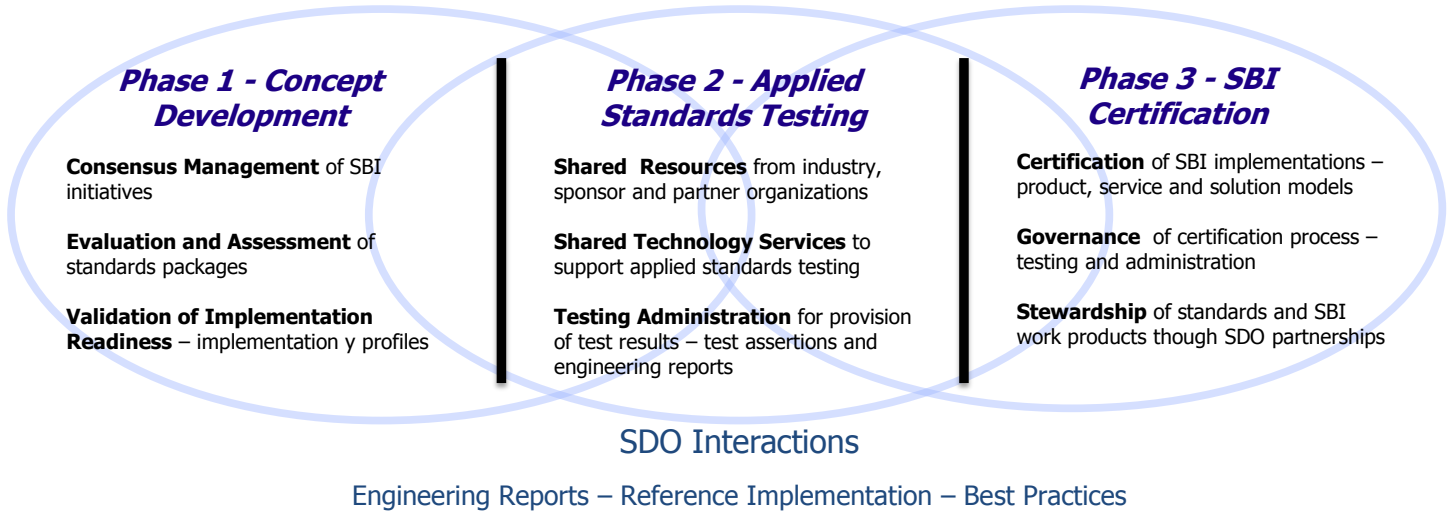 Phase 1 - Concept
Development
Consensus Management of SBI
initiatives
Evaluation and Assessment of
standards packages
Validation of Implementation
Readiness – implementation y profiles
Phase 2 - Applied
Standards Testing
Shared  Resources from industry,
sponsor and partner organizations
Shared Technology Services to
support applied standards testing
Testing Administration for provision
of test results – test assertions and
engineering reports
Phase 3 - SBI
Certification
Certification of SBI implementations –
product, service and solution models
Governance  of certification process –
testing and administration
Stewardship of standards and SBI
work products though SDO partnerships
SDO Interactions
Engineering Reports – Reference Implementation – Best Practices